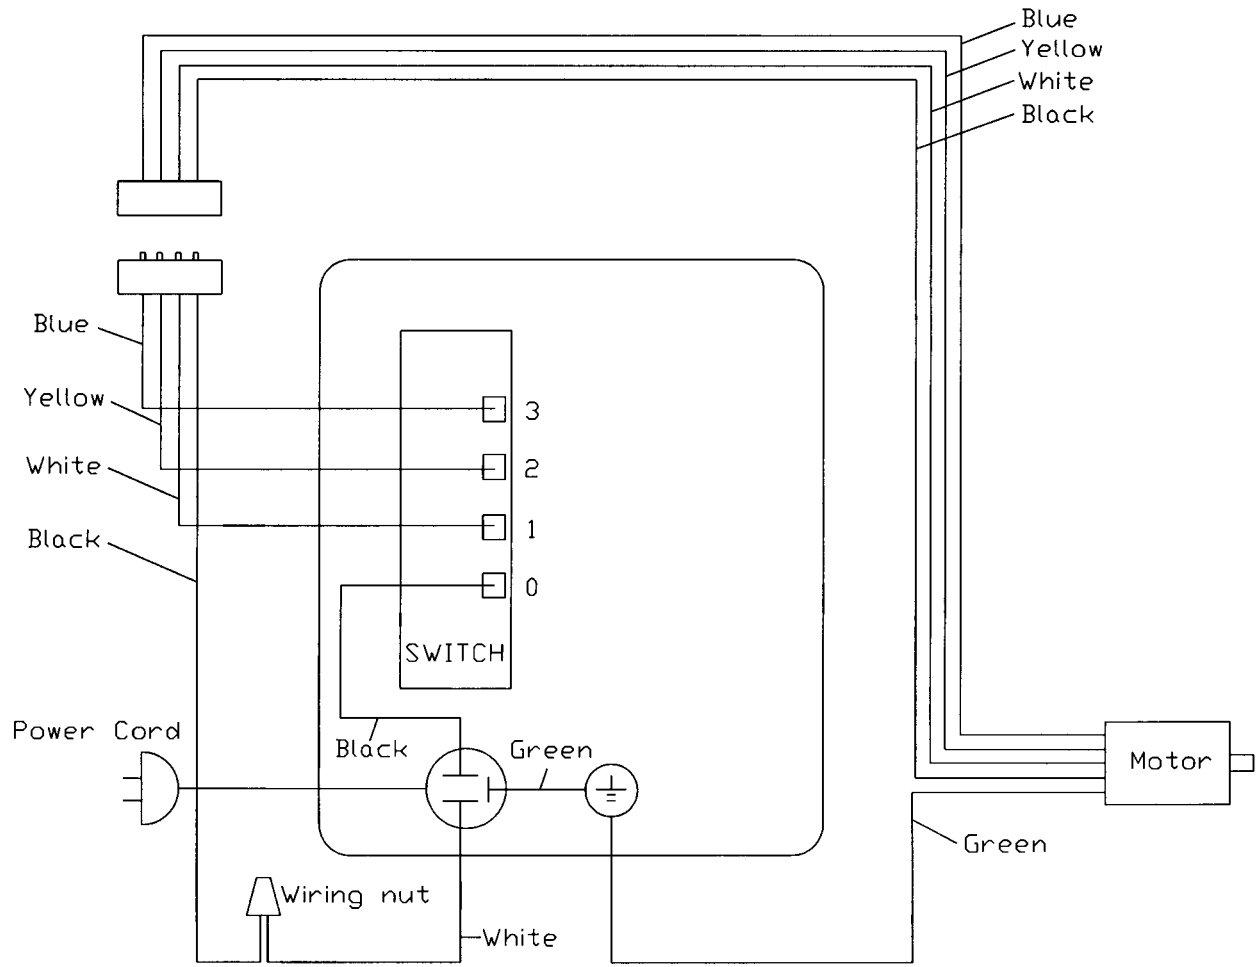 Blue
Yellow
White
Black
Blue
Yellow
White
Black
3
2
1
0
SWITCH
Power Cord
Black
Green
Motor
Green
Wiring nut
White